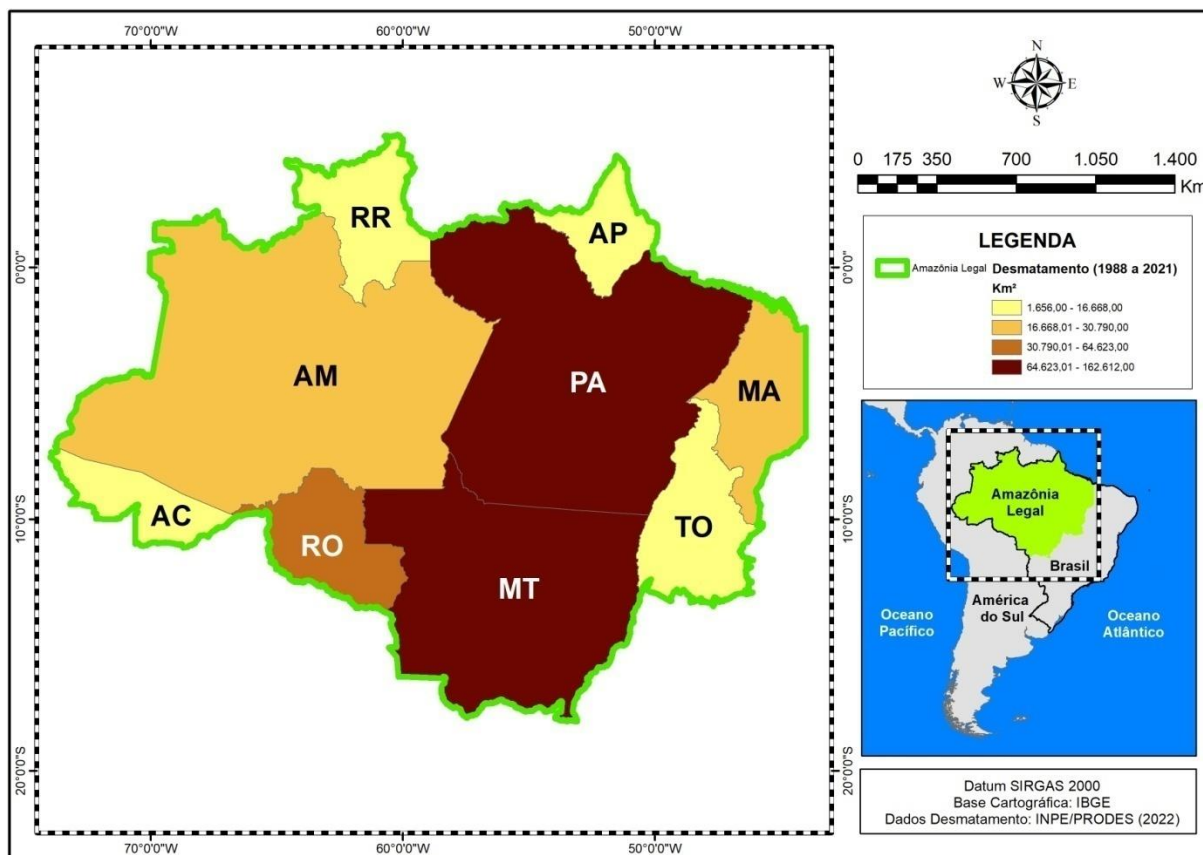 70°0'0"W
60°0'0"W
50°0'0"W
N
W
E
S
0 175 350 700 1.050 1.400
Km
0°0'0"
10°0'0"S
20°0'0"S
RR
AP
AM
PA
MA
AC
RO
TO
MT
0°0'0"
10°0'0"S
20°0'0"S
70°0'0"W
60°0'0"W
50°0'0"W
LEGENDA
Amazônia Legal
Desmatamento (1988 a 2021)
Km²
1.656,00 - 16.668,00
16.668,01 - 30.790,00
30.790,01 - 64.623,00
64.623,01 - 162.612,00
Amazônia
Legal
Brasil
América
do Sul
Oceano
Pacífico
Oceano
Atlântico
Datum SIRGAS 2000
Base Cartográfica: IBGE
Dados Desmatamento: INPE/PRODES (2022)